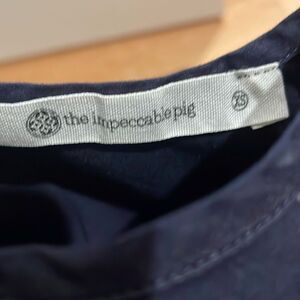 the impeccable pig
XS